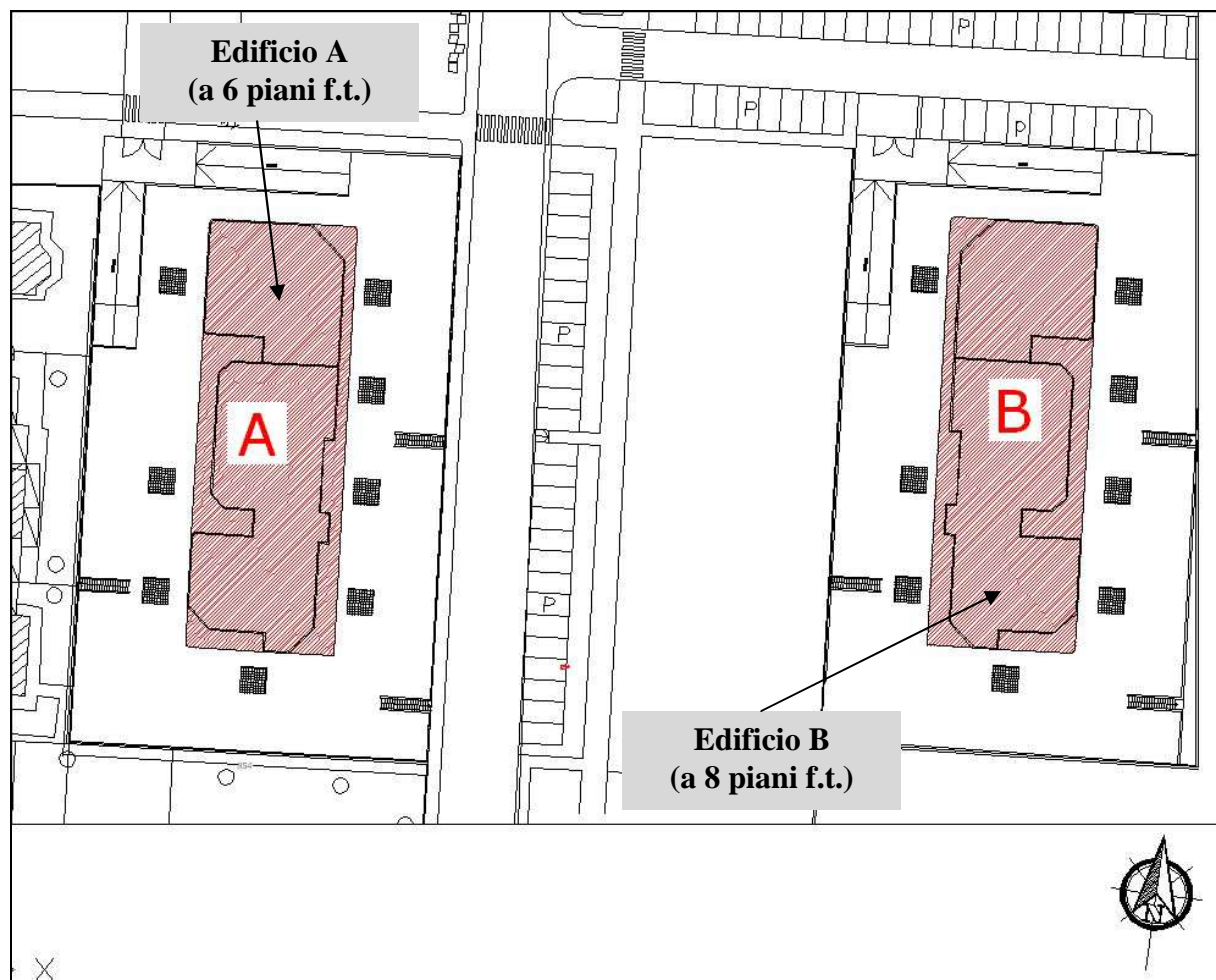 Edificio A
(a 6 piani f.t.)
P
P
P
P
A
B
P
Edificio B
(a 8 piani f.t.)
N
X